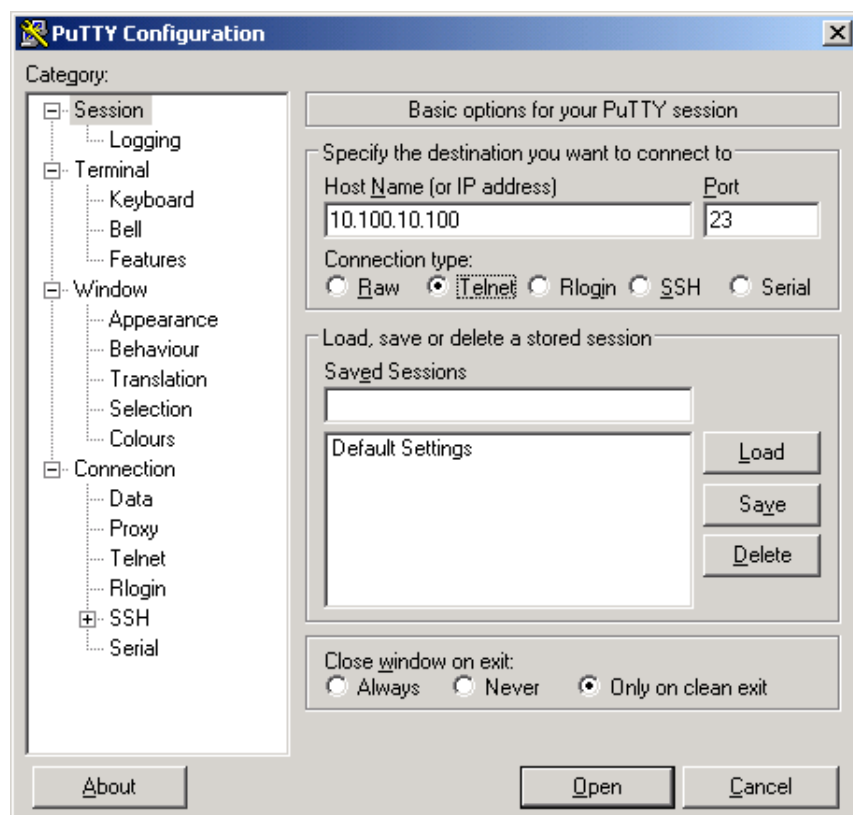 PuTTY Configuration
Category:
Session
Logging
Terminal
Keyboard
Bell
Features
Window
Appearance
Behaviour
Translation
Selection
Colours
Connection
Data
Proxy
Telnet
Rlogin
SSH
Serial
Basic options for your PuTTY session
Specify the destination you want to connect to
Host Name (or IP address) Port
10.100.10.100 23
Connection type:
Raw Telnet Rlogin SSH Serial
Load, save or delete a stored session
Saved Sessions
Default Settings
Load
Save
Delete
Close window on exit:
Always Never Only on clean exit
About Open Cancel